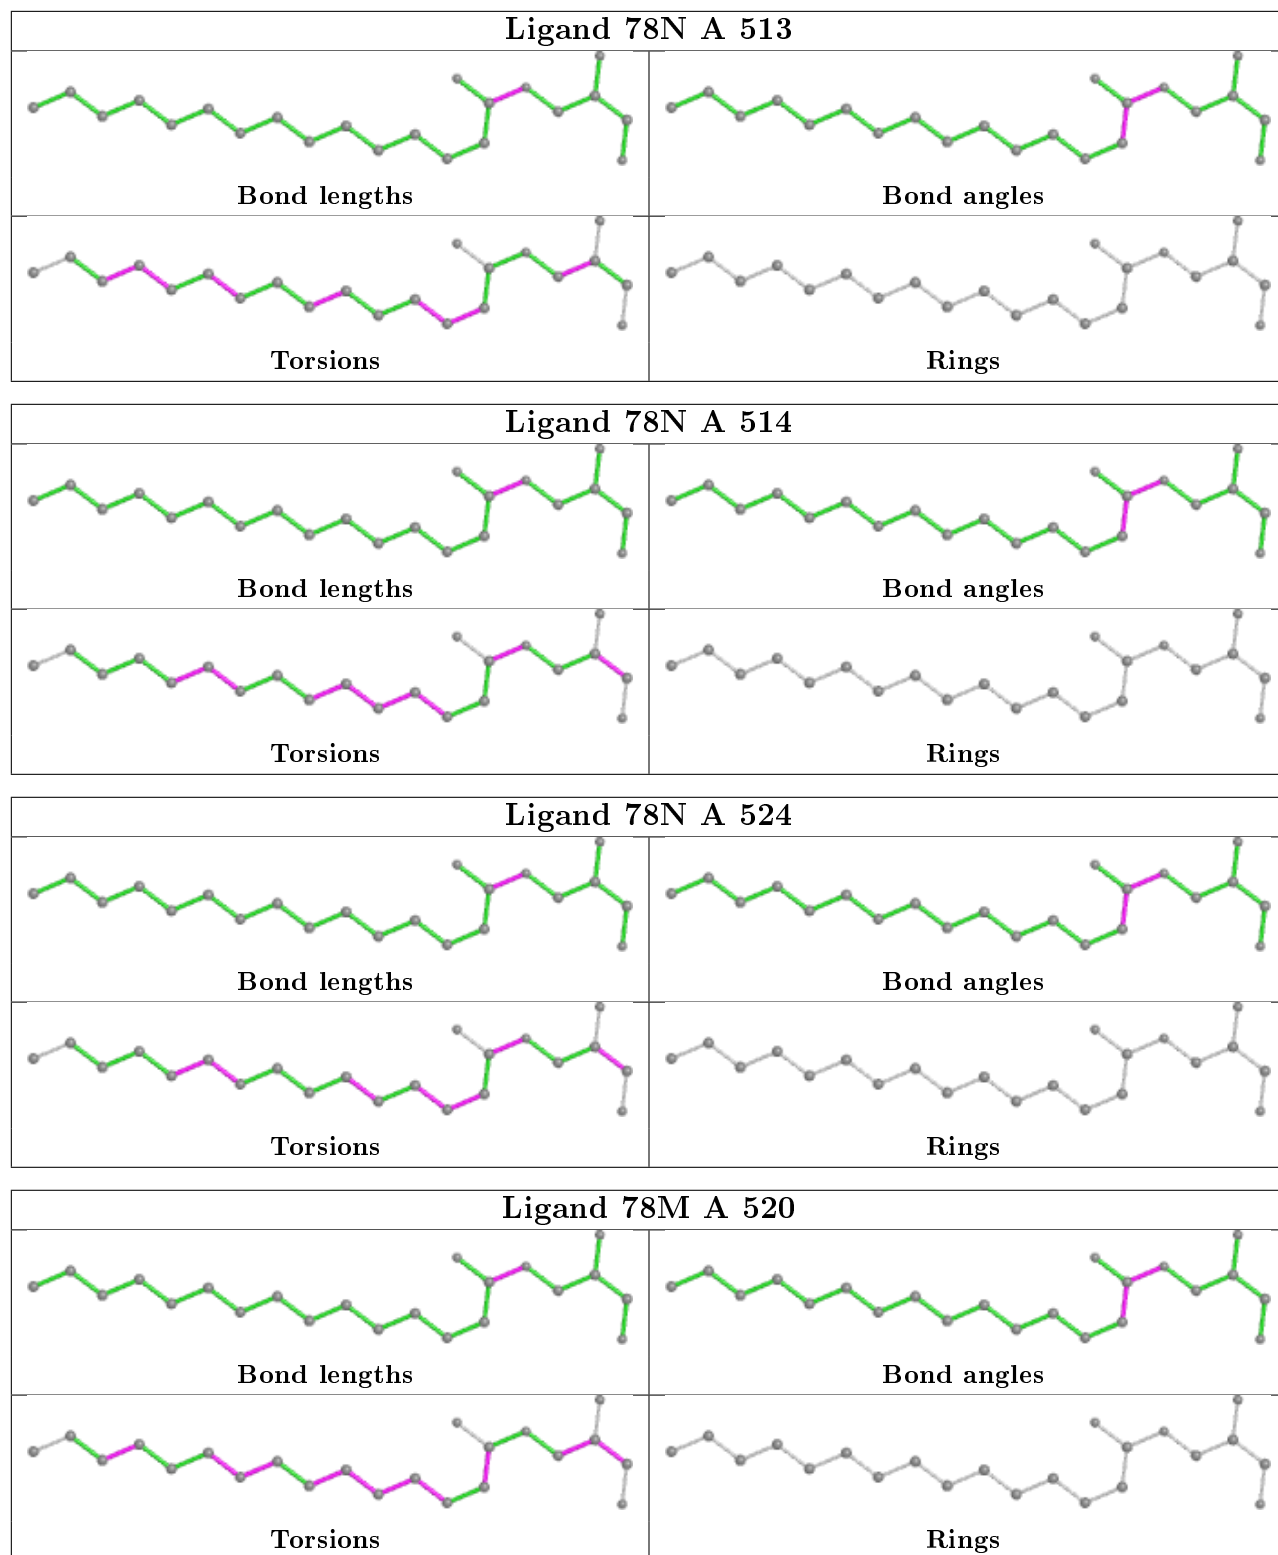 Ligand 78N A 513
Bond lengths
Bond angles
Torsions
Rings
Ligand 78N A 514
Bond lengths
Bond angles
Torsions
Rings
Ligand 78N A 524
Bond lengths
Bond angles
Torsions
Rings
Ligand 78M A 520
Bond lengths
Bond angles
Torsions
Rings